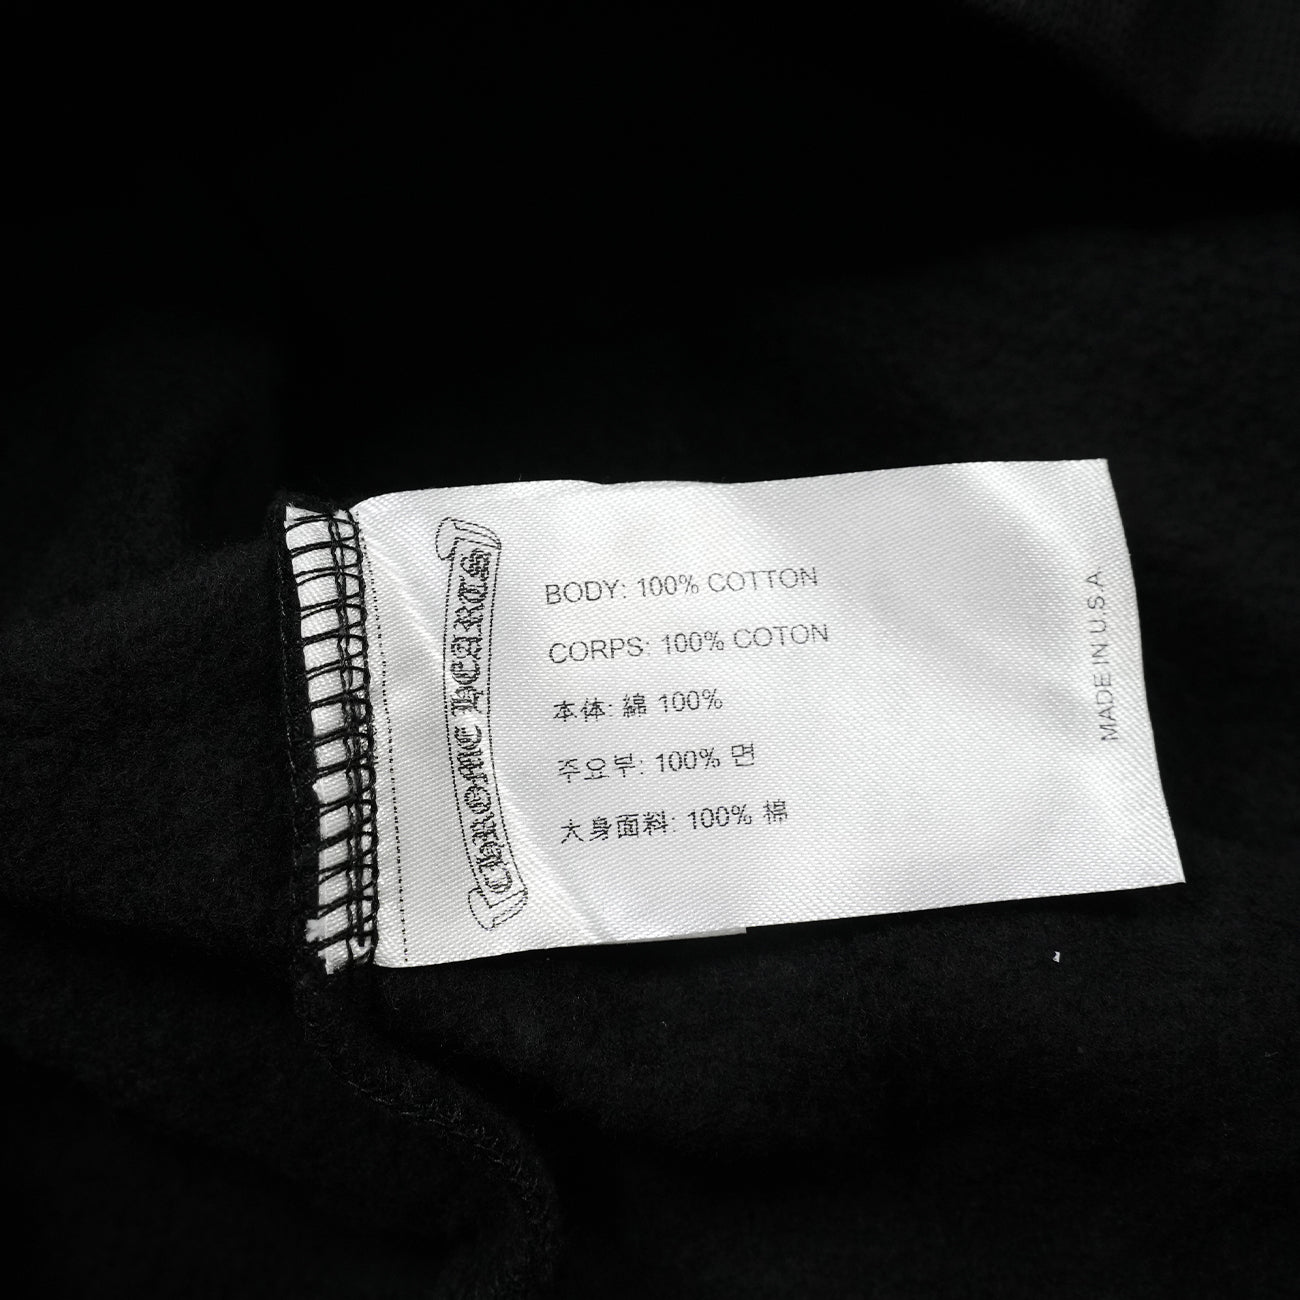 CHROME HEARTS
BODY: 100% COTTON
CORPS: 100% COTON
本体: 綿 100%
주요부: 100% 면
大身面料: 100% 棉
MADE IN U.S.A.